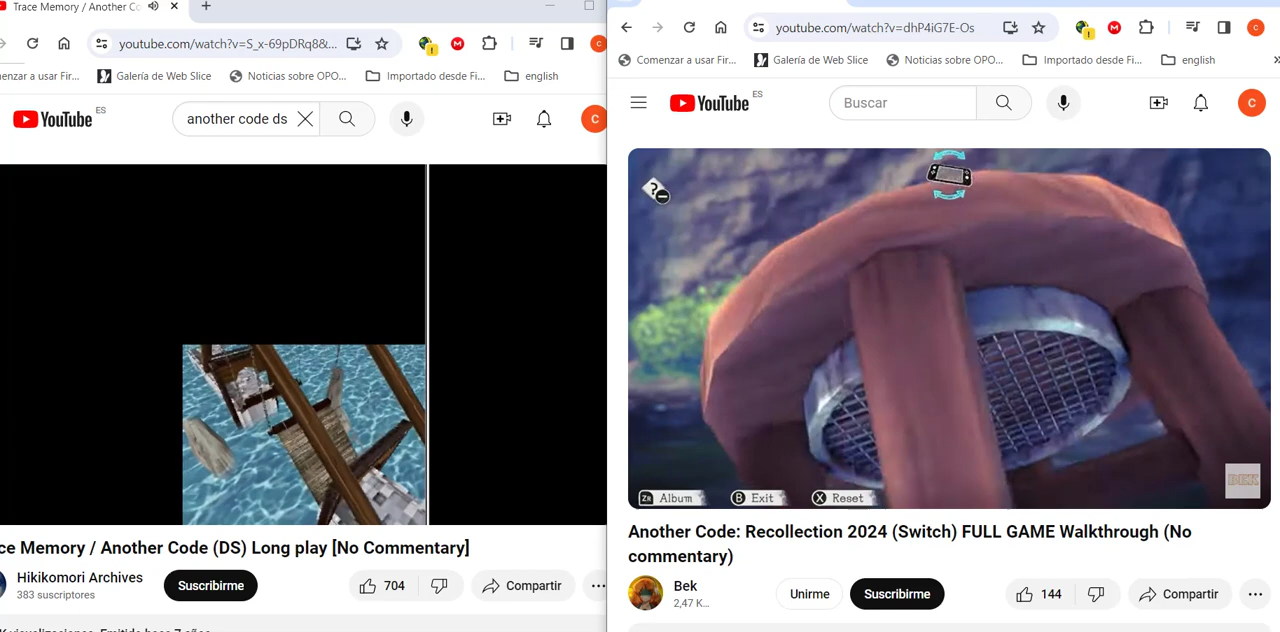 Trace Memory / Another Co
youtube.com/watch?v=S_x-69pDRq8&...
M
C
enzar a usar Fir...
Galería de Web Slice
Noticias sobre OPO...
Importado desde Fi...
english
YouTube ES
another code ds
C
ce Memory / Another Code (DS) Long play [No Commentary]
Hikikomori Archives
383 suscriptores
Suscribirme
704
Compartir
youtube.com/watch?v=dhP4iG7E-Os
M
C
Comenzar a usar Fir...
Galería de Web Slice
Noticias sobre OPO...
Importado desde Fi...
english
YouTube ES
Buscar
C
?
ZR Album
B Exit
X Reset
BEK
Another Code: Recollection 2024 (Switch) FULL GAME Walkthrough (No
commentary)
Bek
2,47 K...
Unirme
Suscribirme
144
Compartir